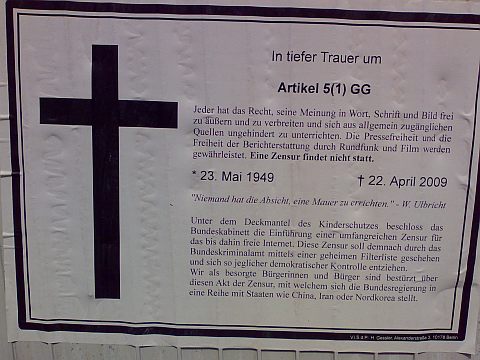 In tiefer Trauer um
Artikel 5(1) GG
Jeder hat das Recht, seine Meinung in Wort, Schrift und Bild frei
zu äußern und zu verbreiten und sich aus allgemein zugänglichen
Quellen ungehindert zu unterrichten. Die Pressefreiheit und die
Freiheit der Berichterstattung durch Rundfunk und Film werden
gewährleistet. Eine Zensur findet nicht statt.
* 23. Mai 1949 † 22. April 2009
"Niemand hat die Absicht, eine Mauer zu errichten." - W. Ulbricht
Unter dem Deckmantel des Kinderschutzes beschloss das
Bundeskabinett die Einführung einer umfangreichen Zensur für
das bis dahin freie Internet. Diese Zensur soll demnach durch das
Bundeskriminalamt mittels einer geheimen Filterliste geschehen
und sich so jeglicher demokratischer Kontrolle entziehen.
Wir als besorgte Bürgerinnen und Bürger sind bestürzt über
diesen Akt der Zensur, mit welchem sich die Bundesregierung in
eine Reihe mit Staaten wie China, Iran oder Nordkorea stellt.
V.i.S.d.P.: H. Gessler, Alexanderstraße 3, 10178 Berlin